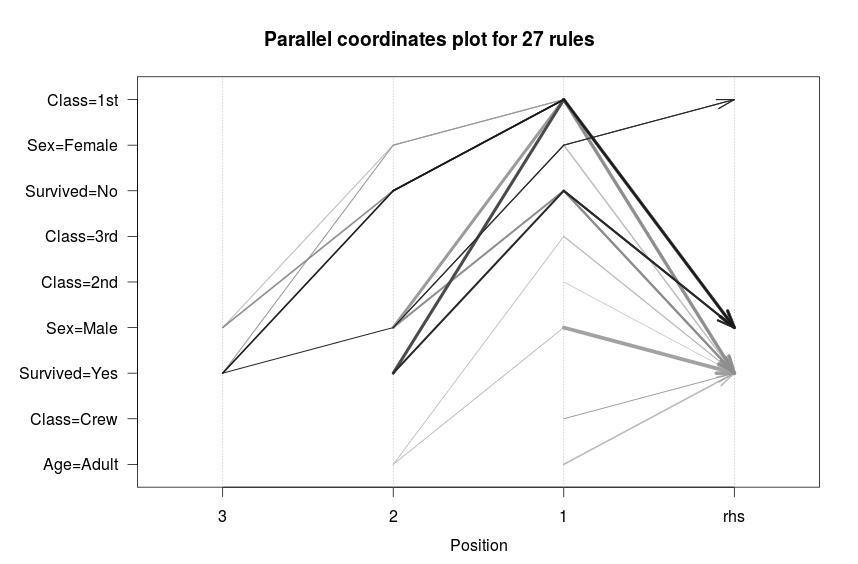 Parallel coordinates plot for 27 rules
Class=1st
Sex=Female
Survived=No
Class=3rd
Class=2nd
Sex=Male
Survived=Yes
Class=Crew
Age=Adult
3 2 1 rhs
Position